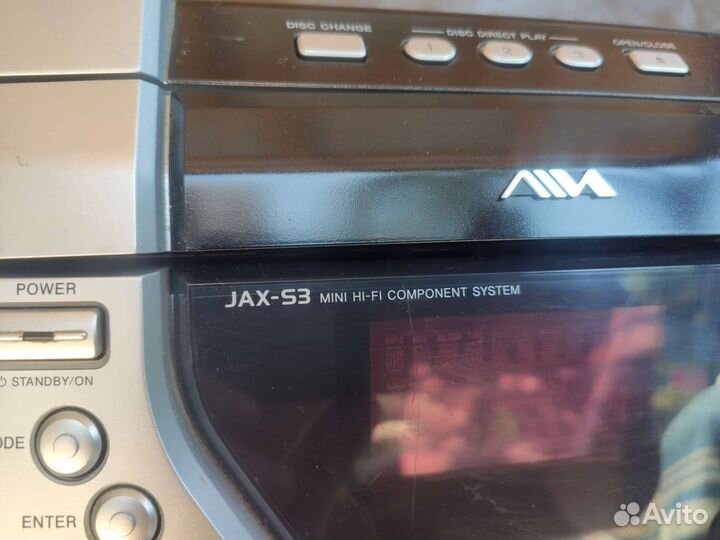 DISC CHANGE
DISC DIRECT PLAY
OPEN/CLOSE
1 2 3
AIWA
POWER
JAX-S3 MINI HI-FI COMPONENT SYSTEM
STANDBY/ON
ODE
ENTER
Avito